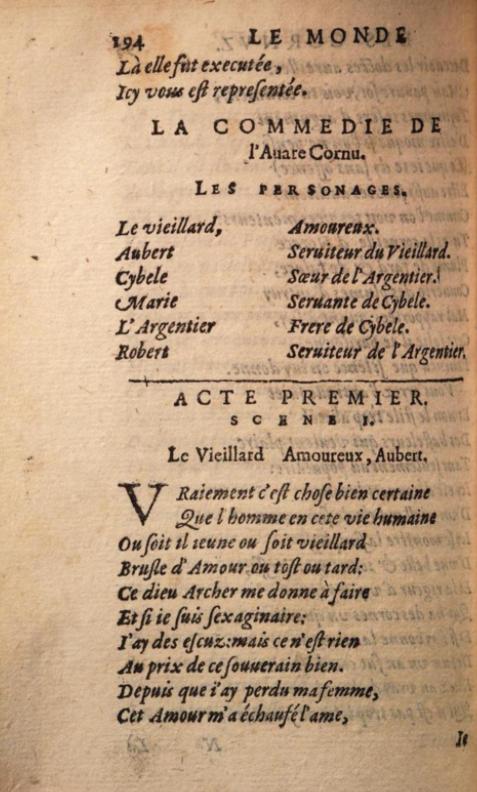 194 LE MONDE
Là elle fut executée,
Icy vous est representée.
LA COMMEDIE DE
l'Auare Cornu.
LES PERSONAGES.
Le vieillard, Amoureux.
Aubert Seruiteur du Vieillard.
Cybele Sœur de l'Argentier.
Marie Seruante de Cybele.
L'Argentier Frere de Cybele.
Robert Seruiteur de l'Argentier.
ACTE PREMIER.
SCENE I.
Le Vieillard Amoureux, Aubert.
VRaiement c'est chose bien certaine
Que l'homme en cete vie humaine
Ou soit il ieune ou soit vieillard
Brusle d'Amour ou tost ou tard:
Ce dieu Archer me donne à faire
Et si ie suis sexaginaire:
I'ay des escuz: mais ce n'est rien
Au prix de ce souuerain bien.
Depuis que i'ay perdu ma femme,
Cet Amour m'a échaufé l'ame,
Ie